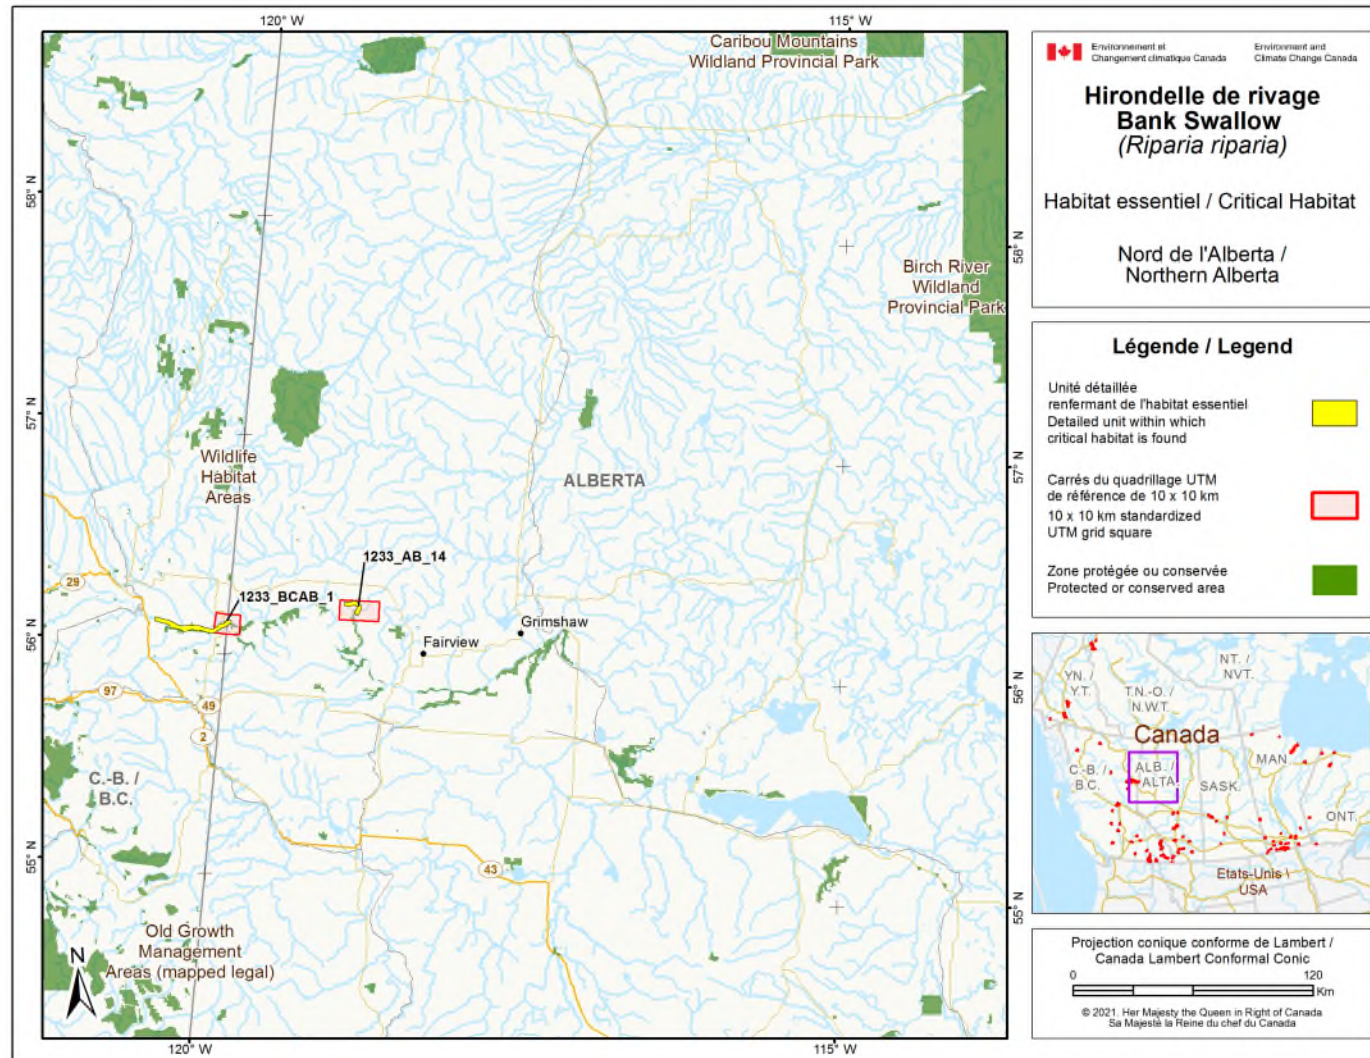 120° W
115° W
Caribou Mountains
Wildland Provincial Park
58° N
58° N
Birch River
Wildland
Provincial Park
57° N
57° N
Wildlife
Habitat
Areas
ALBERTA
1233_AB_14
29
1233_BCAB_1
Grimshaw
Fairview
56° N
56° N
97
49
2
C.-B. /
B.C.
43
55° N
55° N
Old Growth
Management
Areas (mapped legal)
N
120° W
115° W
Environnement et
Changement climatique Canada
Environment and
Climate Change Canada
Hirondelle de rivage
Bank Swallow
(Riparia riparia)
Habitat essentiel / Critical Habitat
Nord de l'Alberta /
Northern Alberta
Légende / Legend
Unité détaillée
renfermant de l'habitat essentiel
Detailed unit within which
critical habitat is found
Carrés du quadrillage UTM
de référence de 10 x 10 km
10 x 10 km standardized
UTM grid square
Zone protégée ou conservée
Protected or conserved area
YN. /
Y.T.
T.N.-O. /
N.W.T.
NT. /
NVT.
Canada
C.-B. /
B.C.
ALB. /
ALTA.
SASK.
MAN.
ONT.
Etats-Unis \
USA
Projection conique conforme de Lambert /
Canada Lambert Conformal Conic
0 120
Km
© 2021. Her Majesty the Queen in Right of Canada
Sa Majesté la Reine du chef du Canada